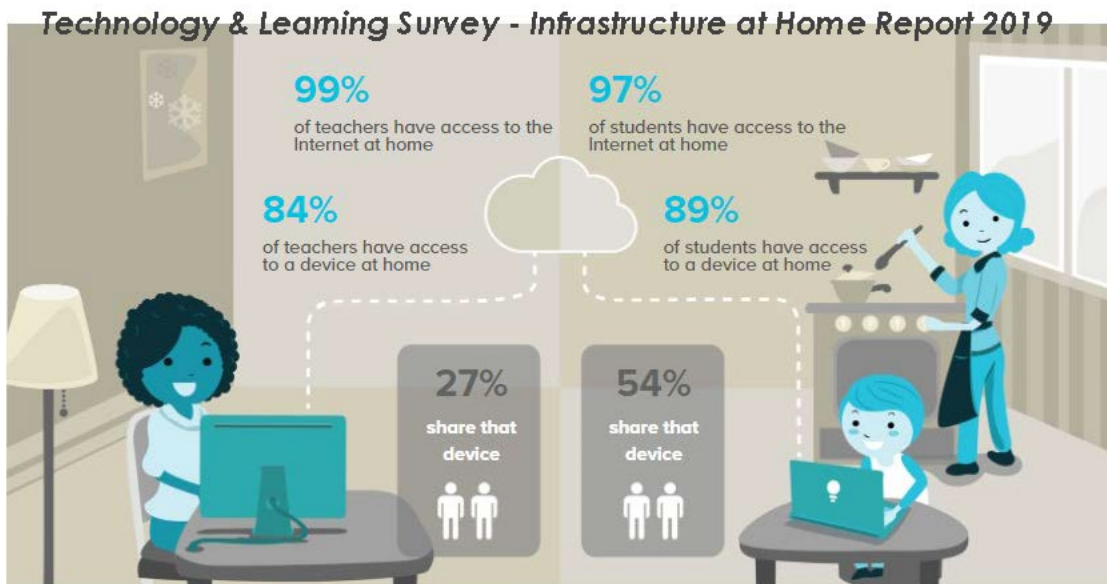 Technology & Learning Survey - Infrastructure at Home Report 2019
99%
of teachers have access to the
Internet at home
97%
of students have access to the
Internet at home
84%
of teachers have access
to a device at home
89%
of students have access
to a device at home
27%
share that
device
54%
share that
device